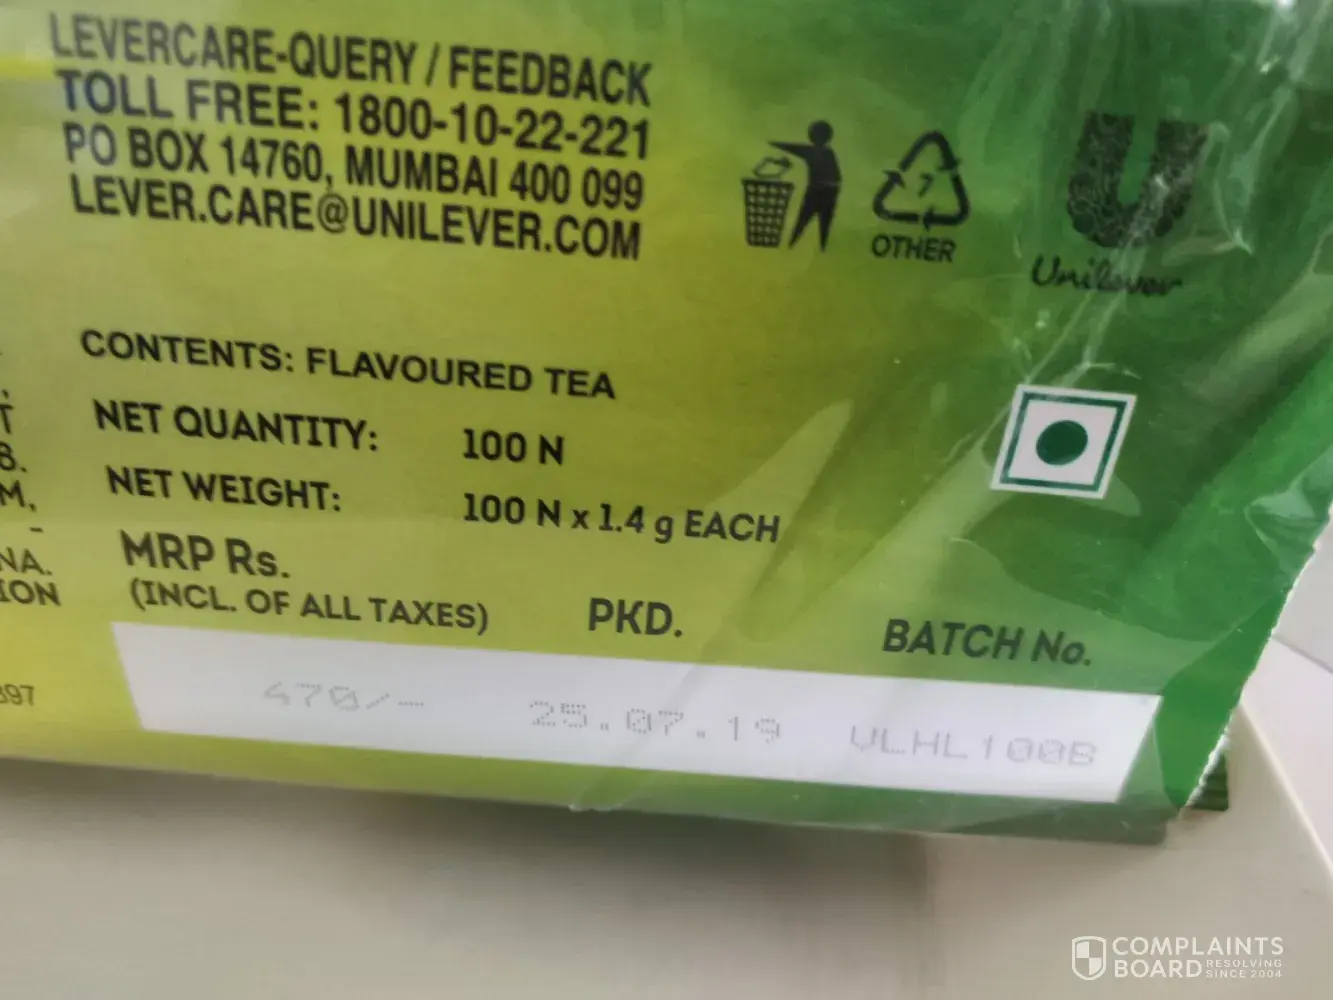 LEVERCARE-QUERY / FEEDBACK
TOLL FREE: 1800-10-22-221
PO BOX 14760, MUMBAI 400 099
LEVER.CARE@UNILEVER.COM
7
OTHER
Unilever
CONTENTS: FLAVOURED TEA
NET QUANTITY: 100 N
NET WEIGHT: 100 N x 1.4 g EACH
MRP Rs.
(INCL. OF ALL TAXES)
PKD.
BATCH No.
470/- 25.07.19 VLHL100B
COMPLAINTS
BOARD RESOLVING
SINCE 2004